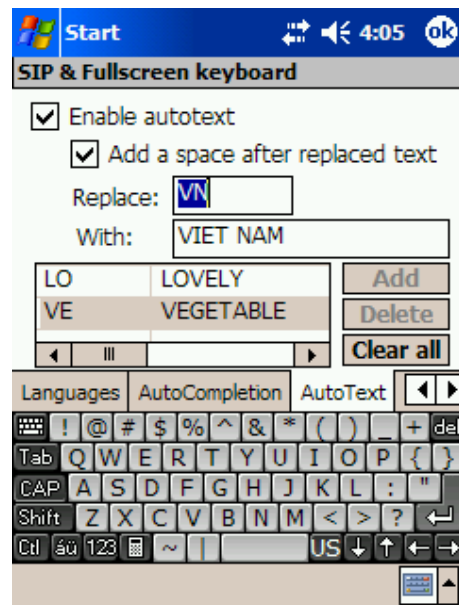 Start 4:05 ok
SIP & Fullscreen keyboard
Enable autotext
Add a space after replaced text
Replace: VN
With: VIET NAM
LO LOVELY Add
VE VEGETABLE Delete
Clear all
Languages AutoCompletion AutoText
! @ # $ % ^ & * ( ) _ + del
Tab Q W E R T Y U I O P { }
CAP A S D F G H J K L : "
Shift Z X C V B N M < > ?
Ctl áü 123 ~ | US